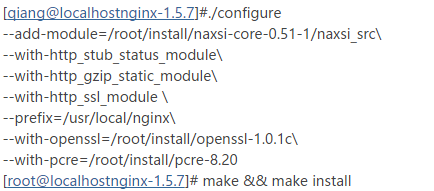 [qiang@localhostnginx-1.5.7]#./configure
--add-module=/root/install/naxsi-core-0.51-1/naxsi_src\
--with-http_stub_status_module\
--with-http_gzip_static_module\
--with-http_ssl_module \
--prefix=/usr/local/nginx\
--with-openssl=/root/install/openssl-1.0.1c\
--with-pcre=/root/install/pcre-8.20
[root@localhostnginx-1.5.7]# make && make install